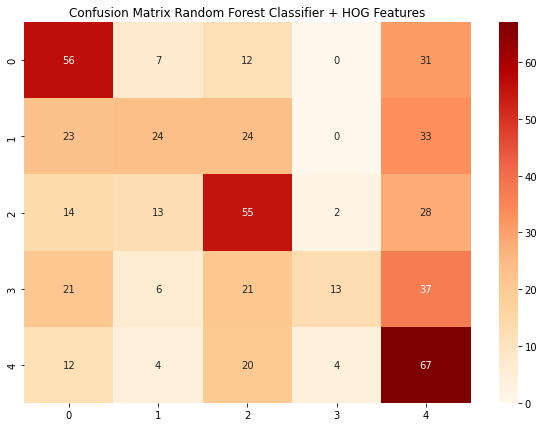 Confusion Matrix Random Forest Classifier + HOG Features
0 56 7 12 0 31
1 23 24 24 0 33
2 14 13 55 2 28
3 21 6 21 13 37
4 12 4 20 4 67
0 1 2 3 4
60
50
40
30
20
10
0